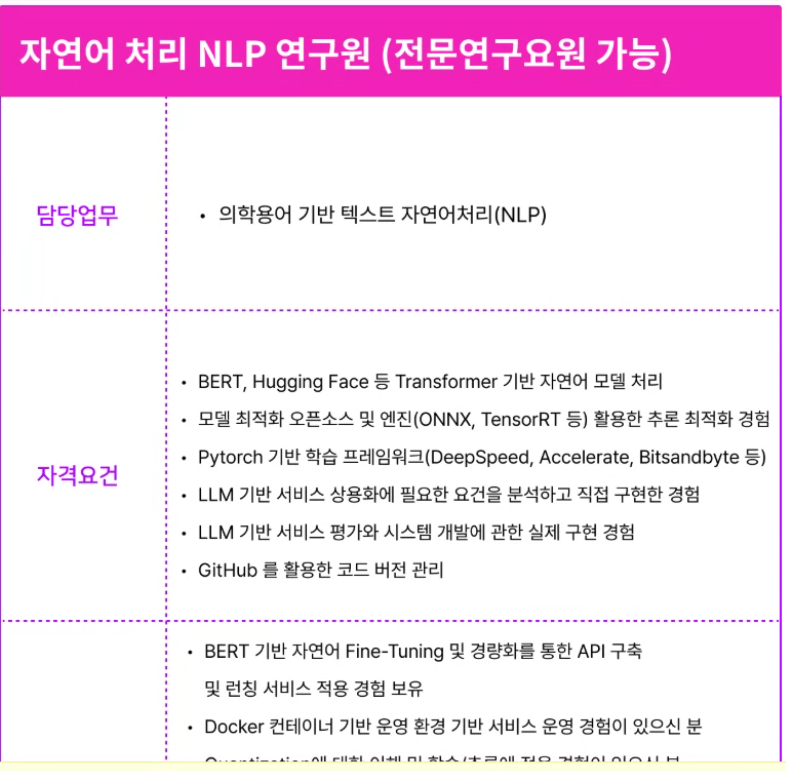 자연어 처리 NLP 연구원 (전문연구요원 가능)
담당업무
• 의학용어 기반 텍스트 자연어처리(NLP)
자격요건
• BERT, Hugging Face 등 Transformer 기반 자연어 모델 처리
• 모델 최적화 오픈소스 및 엔진(ONNX, TensorRT 등) 활용한 추론 최적화 경험
• Pytorch 기반 학습 프레임워크(DeepSpeed, Accelerate, Bitsandbyte 등)
• LLM 기반 서비스 상용화에 필요한 요건을 분석하고 직접 구현한 경험
• LLM 기반 서비스 평가와 시스템 개발에 관한 실제 구현 경험
• GitHub 를 활용한 코드 버전 관리
• BERT 기반 자연어 Fine-Tuning 및 경량화를 통한 API 구축
및 런칭 서비스 적용 경험 보유
• Docker 컨테이너 기반 운영 환경 기반 서비스 운영 경험이 있으신 분